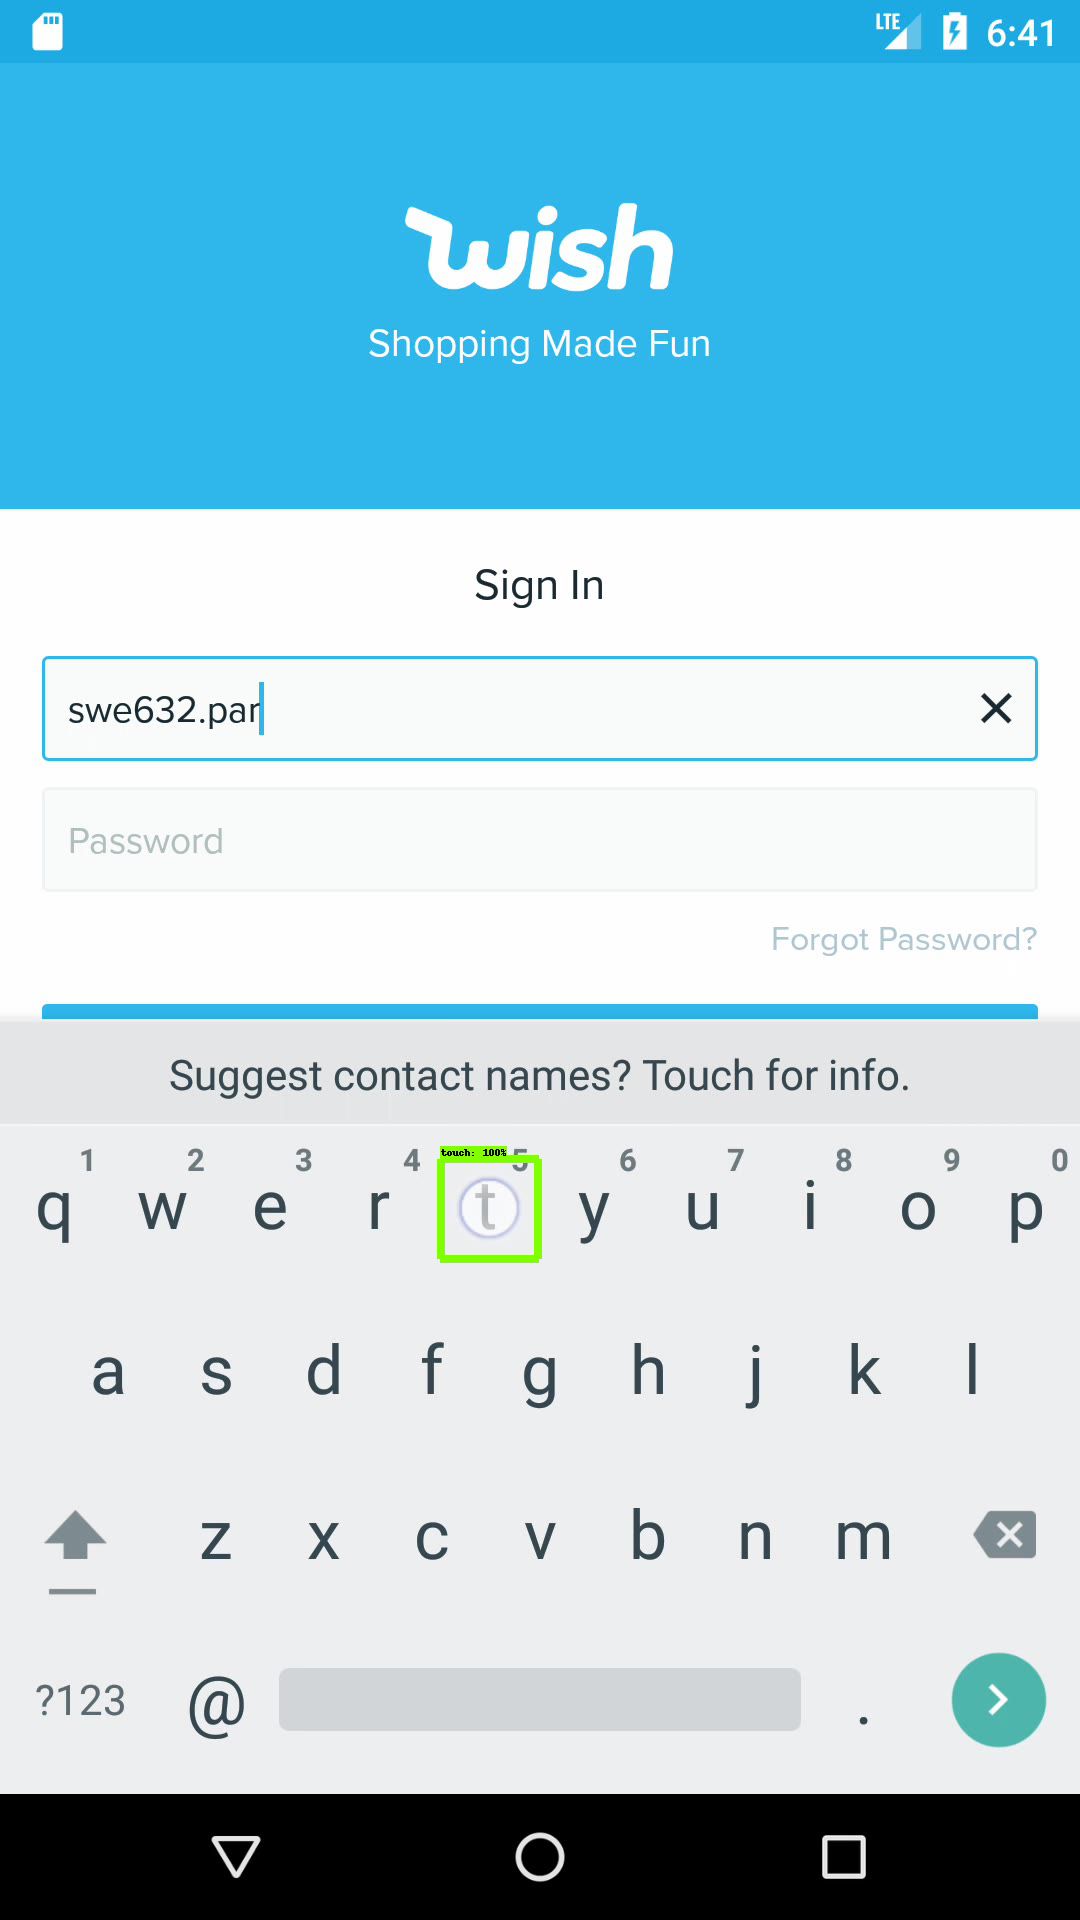 LTE 6:41
wish
Shopping Made Fun
Sign In
swe632.par
Password
Forgot Password?
Suggest contact names? Touch for info.
touch: 100%
1 2 3 4 5 6 7 8 9 0
q w e r t y u i o p
a s d f g h j k l
z x c v b n m
?123 @ .